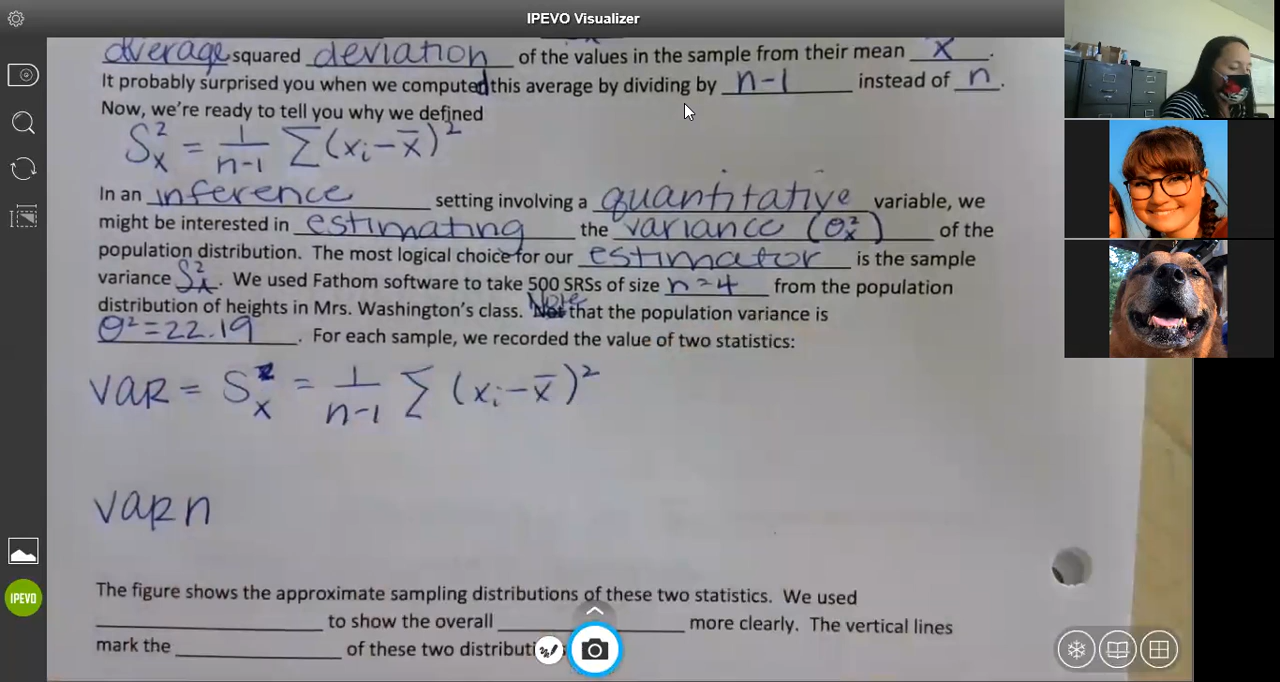 IPEVO Visualizer
average squared deviation of the values in the sample from their mean x̄.
It probably surprised you when we computed this average by dividing by n-1 instead of n.
Now, we're ready to tell you why we defined
Sₓ² = 1/(n-1) Σ(xᵢ-x̄)²
In an inference setting involving a quantitative variable, we
might be interested in estimating the variance (σₓ²) of the
population distribution. The most logical choice for our estimator is the sample
variance Sₓ². We used Fathom software to take 500 SRSs of size n=4 from the population
distribution of heights in Mrs. Washington's class. Note that the population variance is
σ²=22.19. For each sample, we recorded the value of two statistics:
VAR = Sₓ² = 1/(n-1) Σ (xᵢ-x̄)²
VAR n
The figure shows the approximate sampling distributions of these two statistics. We used
to show the overall more clearly. The vertical lines
mark the of these two distributi
IPEVO